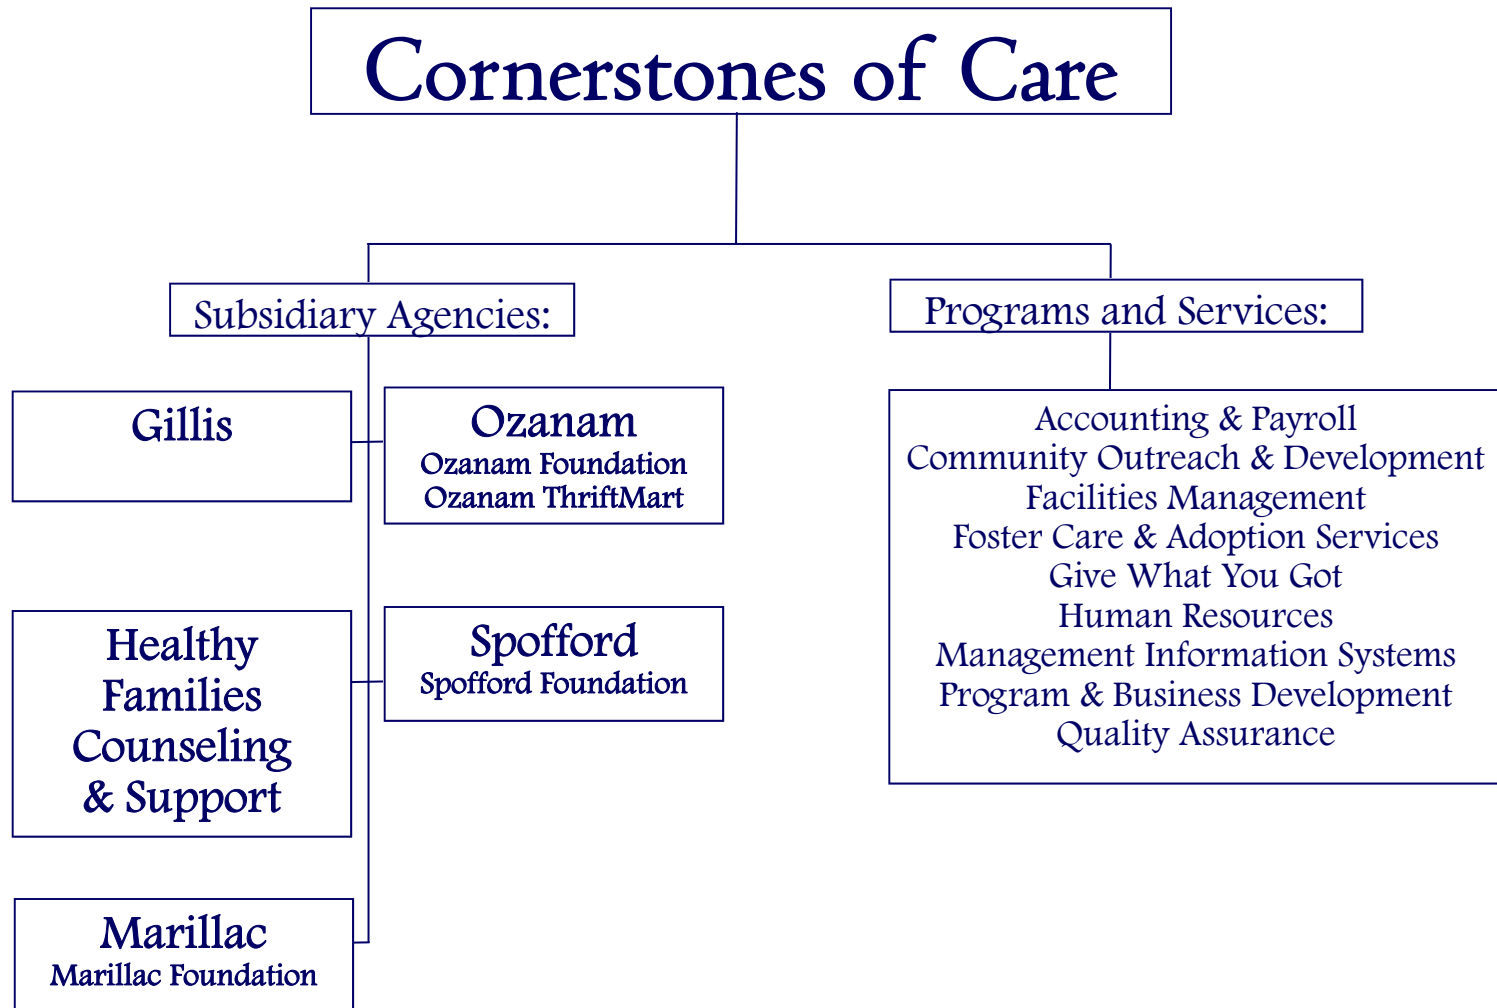 Cornerstones of Care
Subsidiary Agencies:
Gillis
Ozanam
Ozanam Foundation
Ozanam ThriftMart
Healthy
Families
Counseling
& Support
Spofford
Spofford Foundation
Marillac
Marillac Foundation
Programs and Services:
Accounting & Payroll
Community Outreach & Development
Facilities Management
Foster Care & Adoption Services
Give What You Got
Human Resources
Management Information Systems
Program & Business Development
Quality Assurance